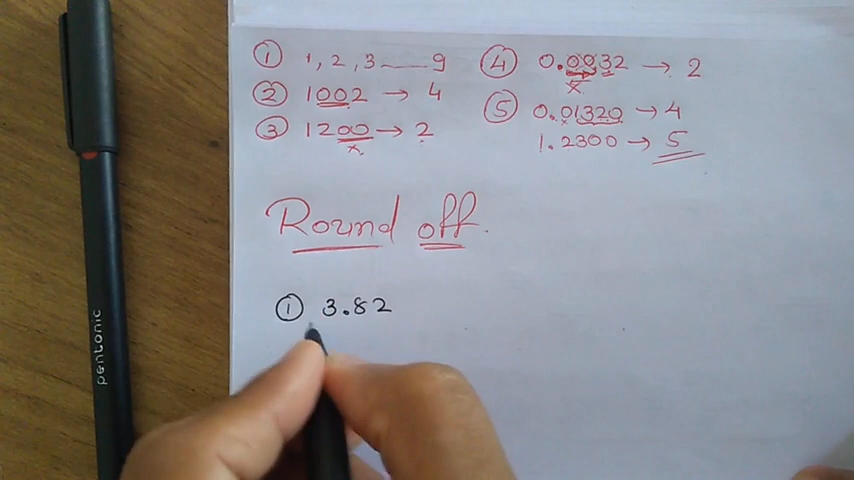 ① 1, 2, 3 ___ 9
② 1002 → 4
③ 1200 → 2
x.
④ 0.0032 → 2
x
⑤ 0.01320 → 4
x
1.2300 → 5
Round off.
① 3.82
pentonic